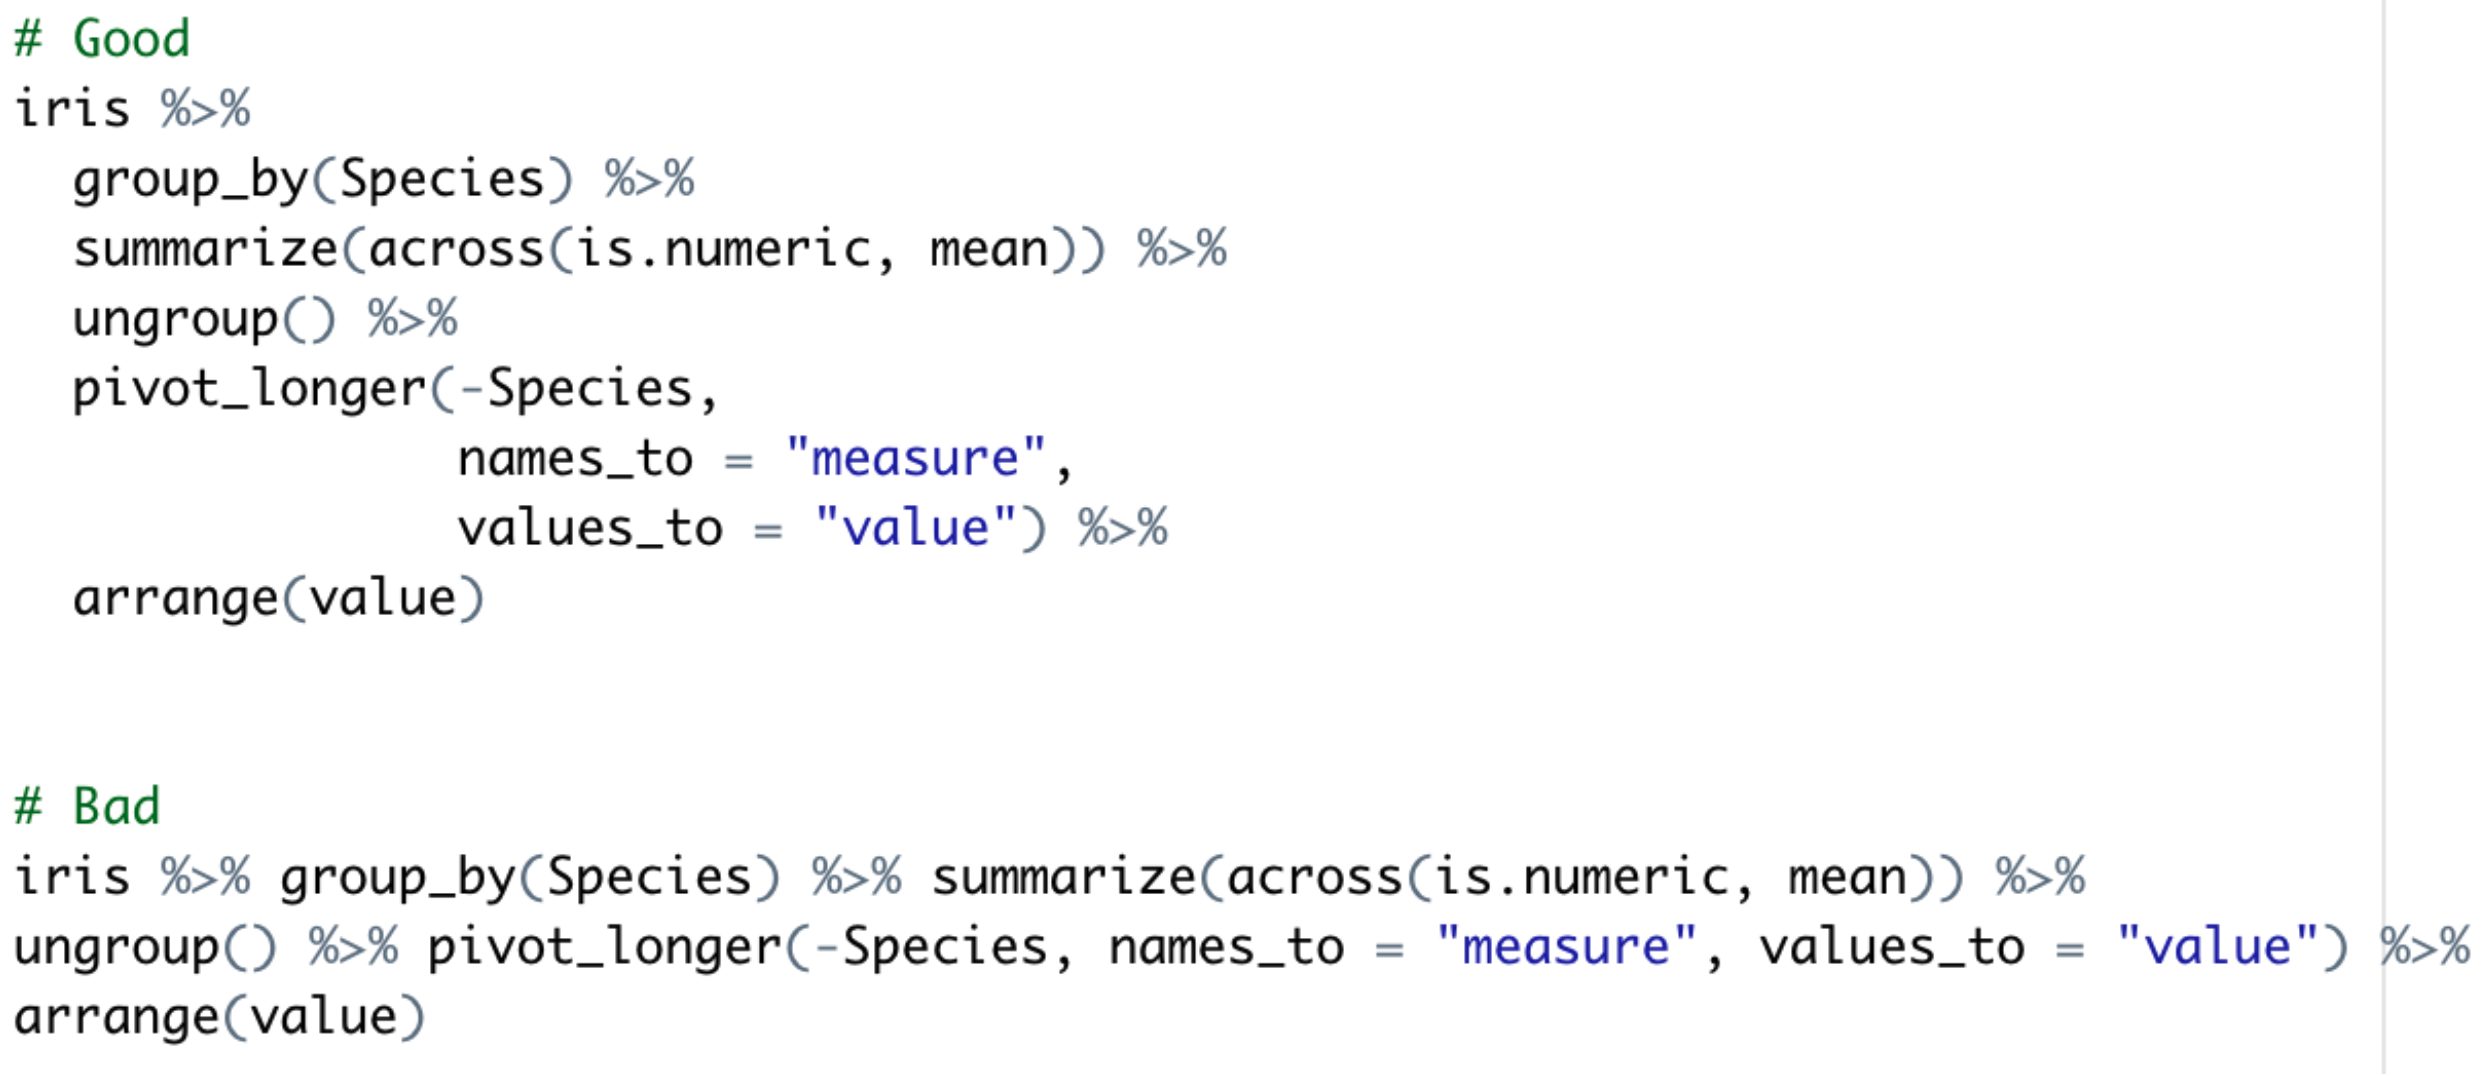 # Good
iris %>%
  group_by(Species) %>%
  summarize(across(is.numeric, mean)) %>%
  ungroup() %>%
  pivot_longer(-Species,
               names_to = "measure",
               values_to = "value") %>%
  arrange(value)
# Bad
iris %>% group_by(Species) %>% summarize(across(is.numeric, mean)) %>%
ungroup() %>% pivot_longer(-Species, names_to = "measure", values_to = "value") %>%
arrange(value)